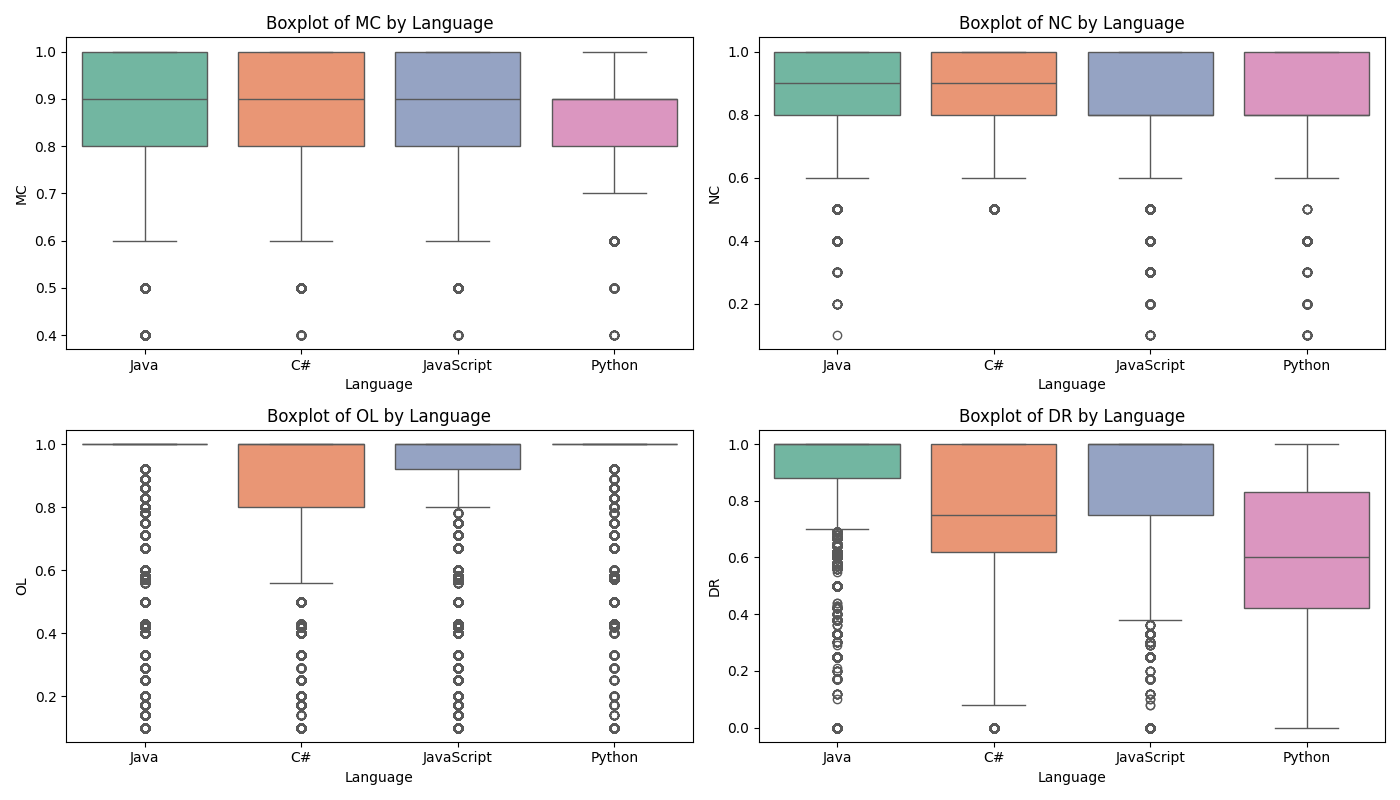 Boxplot of MC by Language
1.0
0.9
0.8
0.7
0.6
0.5
0.4
MC
Java
C#
JavaScript
Python
Language
Boxplot of NC by Language
1.0
0.8
0.6
0.4
0.2
NC
Java
C#
JavaScript
Python
Language
Boxplot of OL by Language
1.0
0.8
0.6
0.4
0.2
OL
Java
C#
JavaScript
Python
Language
Boxplot of DR by Language
1.0
0.8
0.6
0.4
0.2
0.0
DR
Java
C#
JavaScript
Python
Language